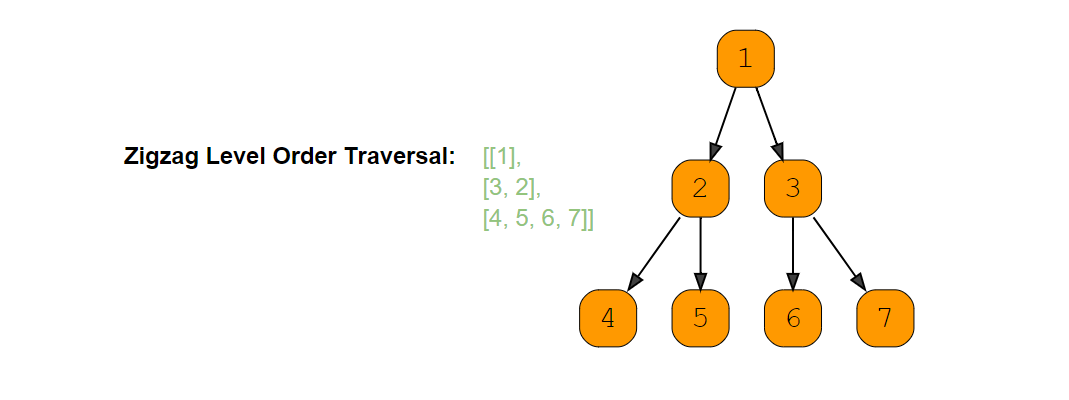 Zigzag Level Order Traversal: [[1],
[3, 2],
[4, 5, 6, 7]]
1
2 3
4 5 6 7